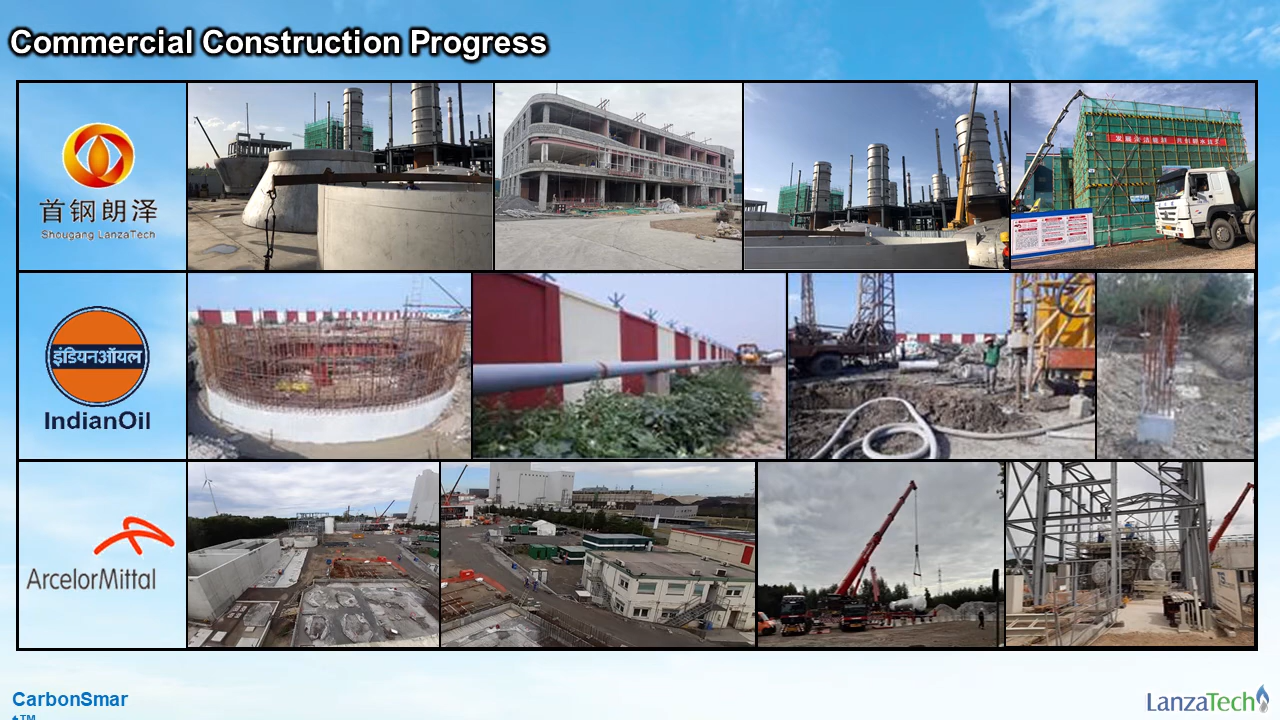 Commercial Construction Progress
首钢朗泽
Shougang LanzaTech
इंडियनऑयल
IndianOil
ArcelorMittal
CarbonSmar
t™
LanzaTech